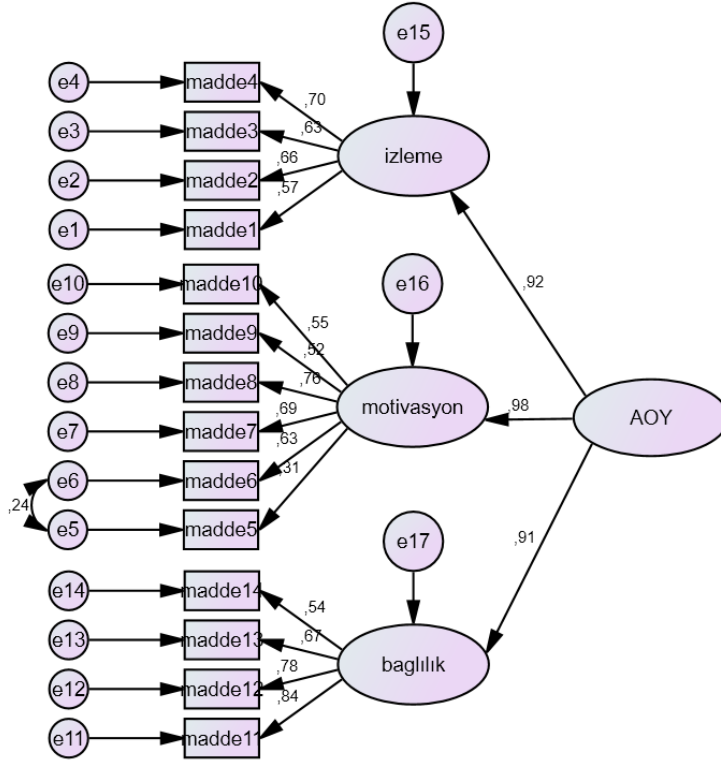 e15
e4
madde4
,70
e3
madde3
,63
izleme
e2
madde2
,66
,57
e1
madde1
e10
madde10
e16
,92
,55
e9
madde9
,52
e8
madde8
,76
motivasyon
,98
AOY
e7
madde7
,69
,63
e6
madde6
,31
,24
e5
madde5
e17
,91
e14
madde14
,54
e13
madde13
,67
baglılık
e12
madde12
,78
,84
e11
madde11